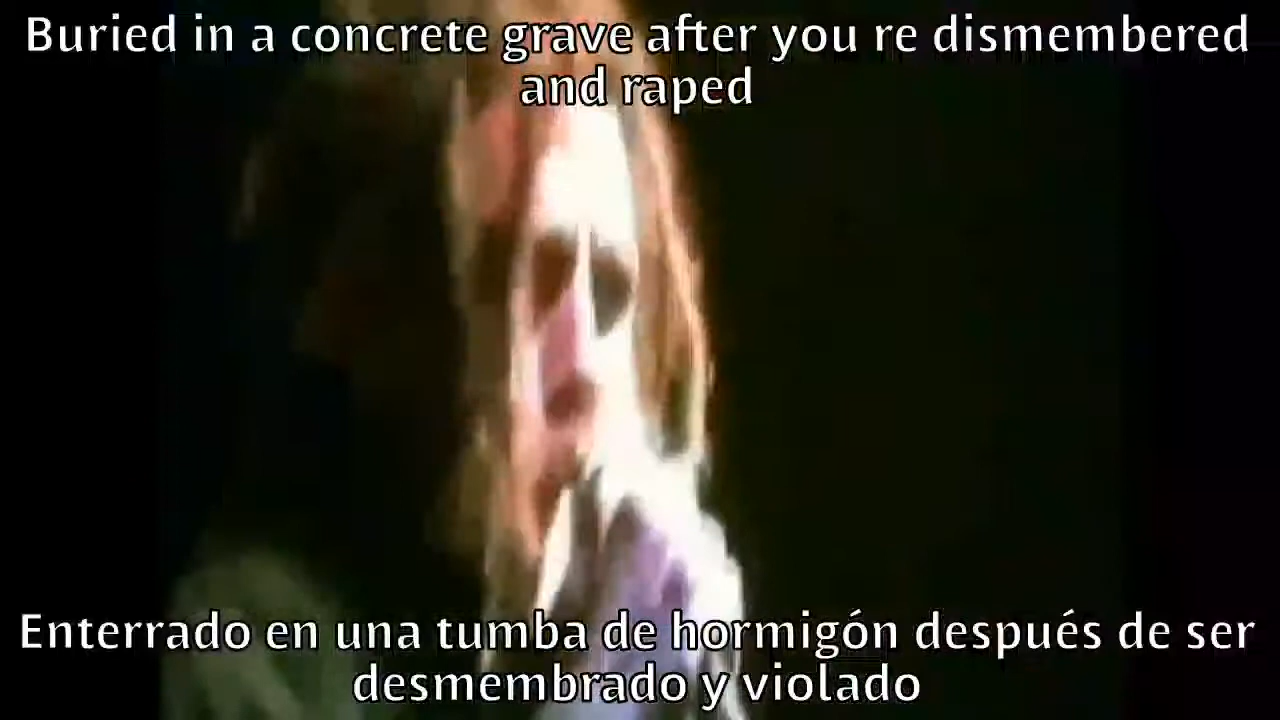 Buried in a concrete grave after you re dismembered
and raped
Enterrado en una tumba de hormigón después de ser
desmembrado y violado